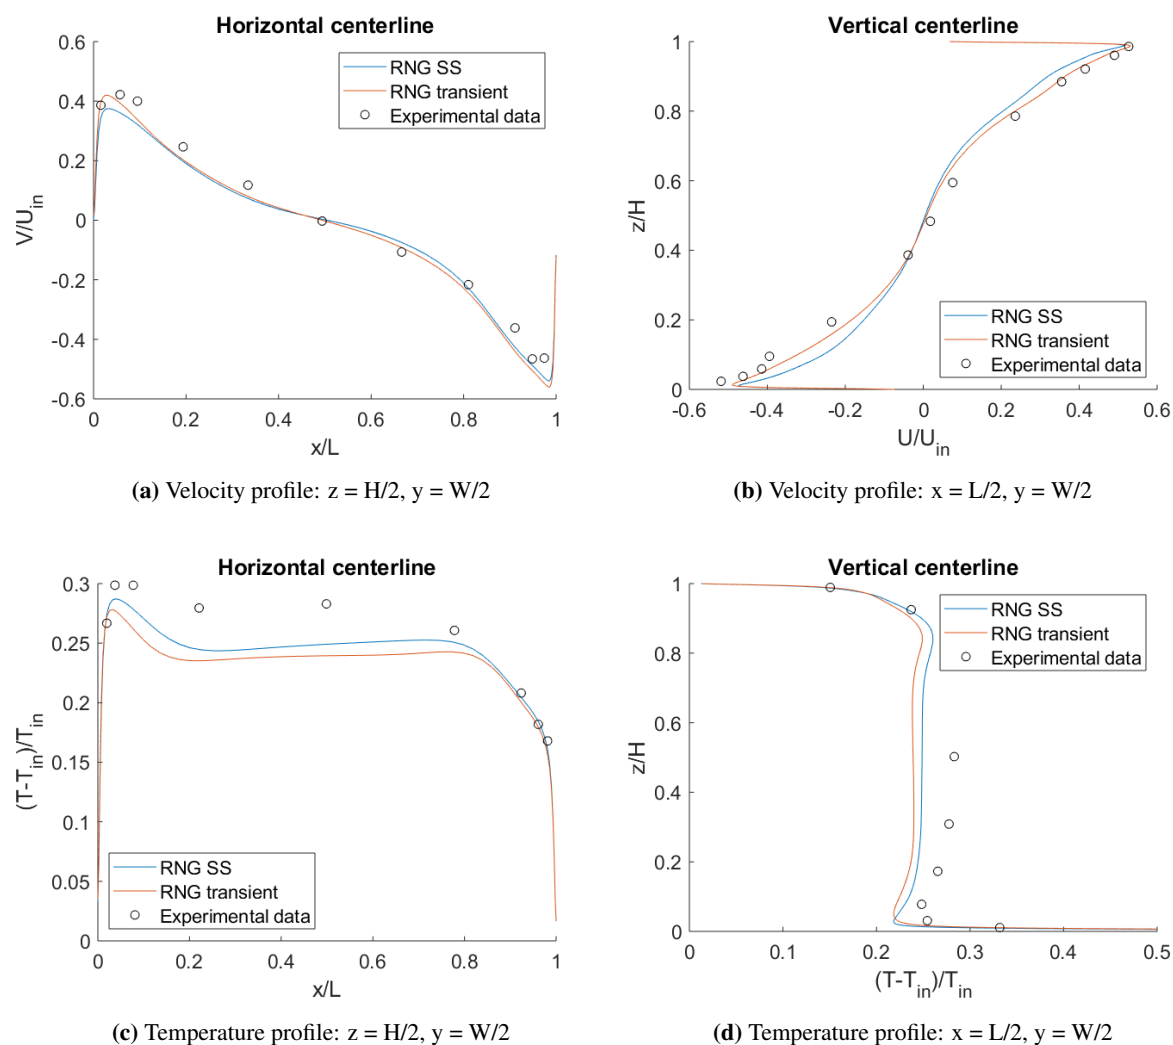 Horizontal centerline
0.6
0.4
0.2
0
-0.2
-0.4
-0.6
V/U_in
0 0.2 0.4 0.6 0.8 1
x/L
RNG SS
RNG transient
Experimental data
(a) Velocity profile: z = H/2, y = W/2
Vertical centerline
1
0.8
0.6
0.4
0.2
0
z/H
-0.6 -0.4 -0.2 0 0.2 0.4 0.6
U/U_in
RNG SS
RNG transient
Experimental data
(b) Velocity profile: x = L/2, y = W/2
Horizontal centerline
0.3
0.25
0.2
0.15
0.1
0.05
0
(T-T_in)/T_in
0 0.2 0.4 0.6 0.8 1
x/L
RNG SS
RNG transient
Experimental data
(c) Temperature profile: z = H/2, y = W/2
Vertical centerline
1
0.8
0.6
0.4
0.2
0
z/H
0 0.1 0.2 0.3 0.4 0.5
(T-T_in)/T_in
RNG SS
RNG transient
Experimental data
(d) Temperature profile: x = L/2, y = W/2